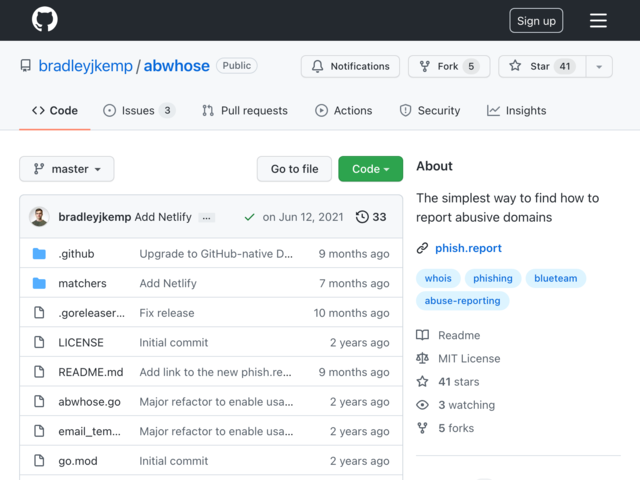 Sign up
bradleyjkemp / abwhose Public
Notifications Fork 5 Star 41
Code Issues 3 Pull requests Actions Security Insights
master Go to file Code
About
The simplest way to find how to
report abusive domains
phish.report
whois phishing blueteam
abuse-reporting
Readme
MIT License
41 stars
3 watching
5 forks
bradleyjkemp Add Netlify ... on Jun 12, 2021 33
.github Upgrade to GitHub-native D... 9 months ago
matchers Add Netlify 7 months ago
.goreleaser... Fix release 10 months ago
LICENSE Initial commit 2 years ago
README.md Add link to the new phish.re... 9 months ago
abwhose.go Major refactor to enable usa... 2 years ago
email_tem... Major refactor to enable usa... 2 years ago
go.mod Initial commit 2 years ago